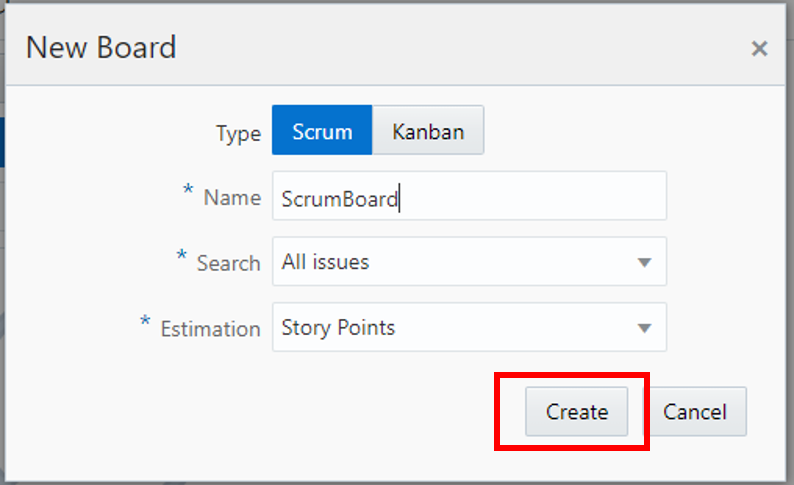 New Board ×
Type Scrum Kanban
* Name ScrumBoard
* Search All issues
* Estimation Story Points
Create Cancel